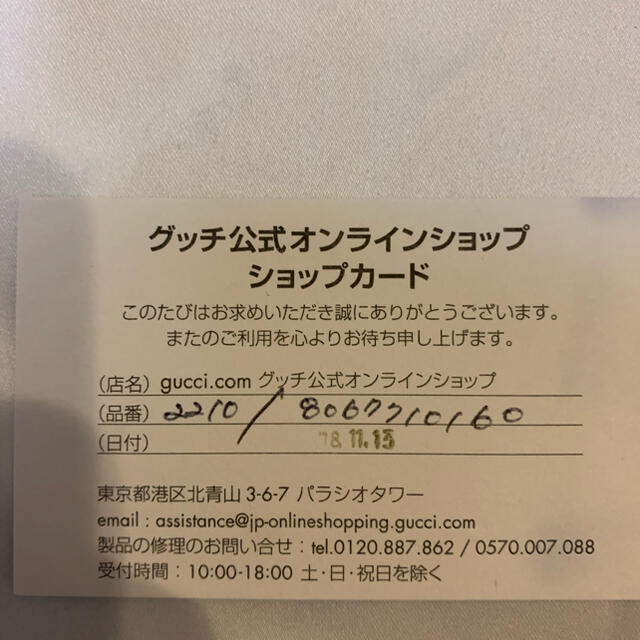 グッチ公式オンラインショップ
ショップカード
このたびはお求めいただき誠にありがとうございます。
またのご利用を心よりお待ち申し上げます。
(店名) gucci.com グッチ公式オンラインショップ
(品番) 2210 / 8067710160
(日付) '18.11.15
東京都港区北青山 3-6-7 パラシオタワー
email : assistance@jp-onlineshopping.gucci.com
製品の修理のお問い合せ : tel.0120.887.862 / 0570.007.088
受付時間 : 10:00-18:00 土・日・祝日を除く